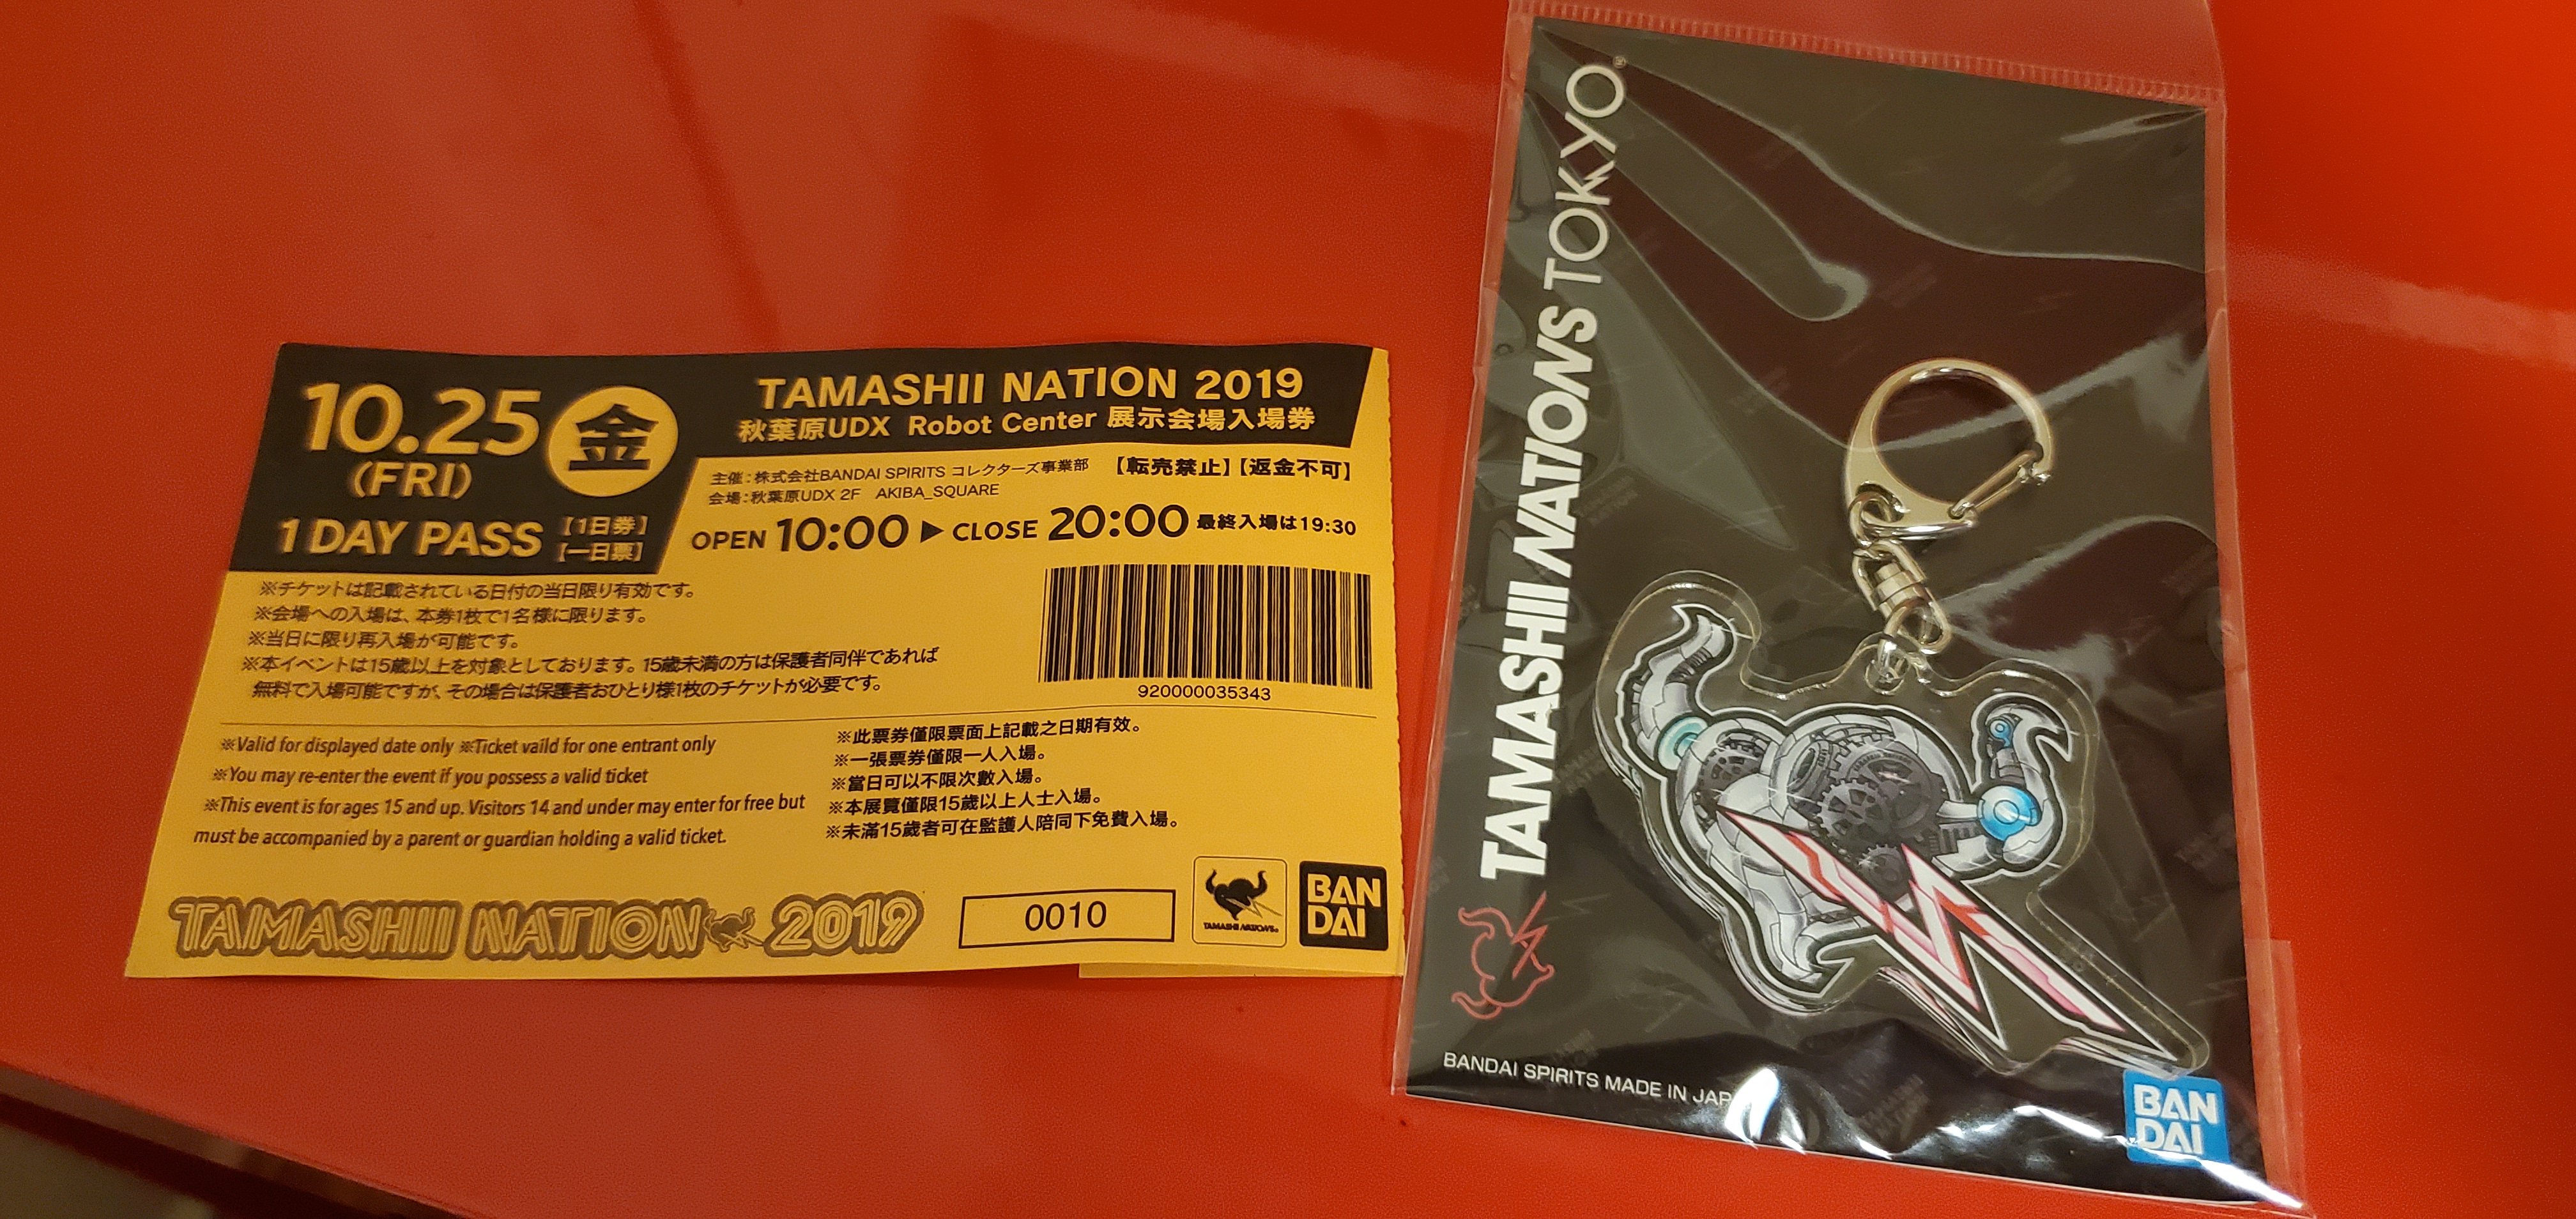 10.25 金
(FRI)
1 DAY PASS 【1日券】
【一日票】
TAMASHII NATION 2019
秋葉原UDX Robot Center 展示会場入場券
主催:株式会社BANDAI SPIRITS コレクターズ事業部 【転売禁止】【返金不可】
会場:秋葉原UDX 2F AKIBA_SQUARE
OPEN 10:00 ▶ CLOSE 20:00 最終入場は19:30
※チケットは記載されている日付の当日限り有効です。
※会場への入場は、本券1枚で1名様に限ります。
※当日に限り再入場が可能です。
※本イベントは15歳以上を対象としております。15歳未満の方は保護者同伴であれば
無料で入場可能ですが、その場合は保護者おひとり様1枚のチケットが必要です。
920000035343
※Valid for displayed date only ※Ticket vaild for one entrant only
※You may re-enter the event if you possess a valid ticket
※This event is for ages 15 and up. Visitors 14 and under may enter for free but
must be accompanied by a parent or guardian holding a valid ticket.
※此票券僅限票面上記載之日期有效。
※一張票券僅限一人入場。
※當日可以不限次數入場。
※本展覽僅限15歲以上人士入場。
※未滿15歲者可在監護人陪同下免費入場。
TAMASHII NATION 2019
0010
TAMASHII NATIONS
BAN
DAI
TAMASHII NATIONS TOKYO
BANDAI SPIRITS MADE IN
BAN
DAI